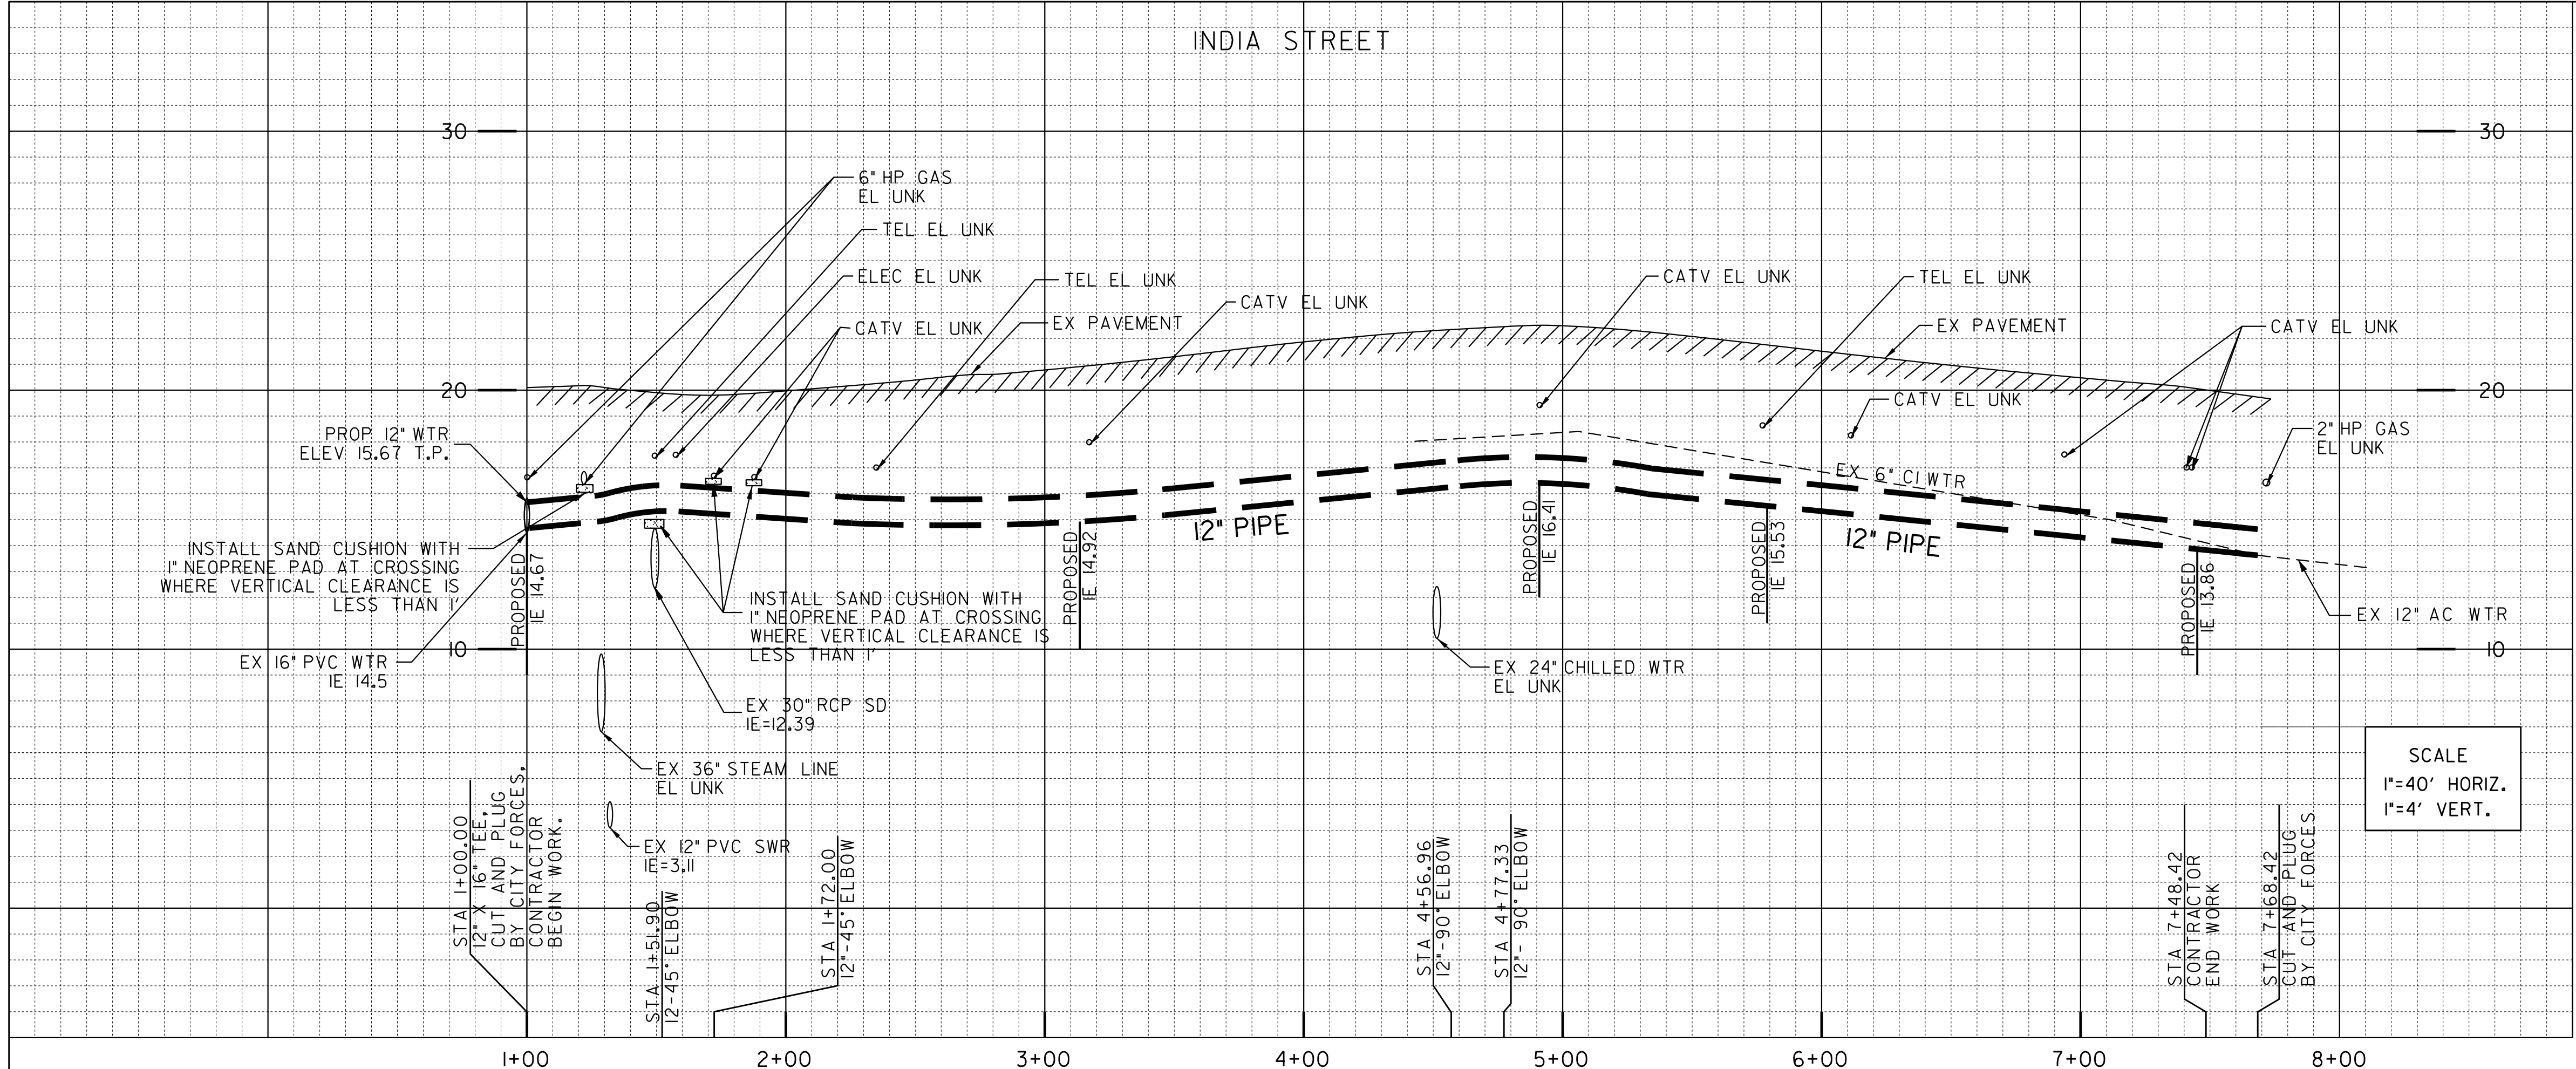 INDIA STREET
30
30
6" HP GAS
EL UNK
TEL EL UNK
ELEC EL UNK
CATV EL UNK
TEL EL UNK
EX PAVEMENT
CATV EL UNK
CATV EL UNK
TEL EL UNK
EX PAVEMENT
CATV EL UNK
20
20
CATV EL UNK
2" HP GAS
EL UNK
PROP 12" WTR
ELEV 15.67 T.P.
EX 6" CI WTR
12" PIPE
12" PIPE
INSTALL SAND CUSHION WITH
1" NEOPRENE PAD AT CROSSING
WHERE VERTICAL CLEARANCE IS
LESS THAN 1'
PROPOSED
IE 14.67
INSTALL SAND CUSHION WITH
1" NEOPRENE PAD AT CROSSING
WHERE VERTICAL CLEARANCE IS
LESS THAN 1'
PROPOSED
IE 14.92
PROPOSED
IE 16.41
PROPOSED
IE 15.53
PROPOSED
IE 13.86
EX 12" AC WTR
10
10
EX 16" PVC WTR
IE 14.5
EX 24" CHILLED WTR
EL UNK
EX 30" RCP SD
IE=12.39
EX 36" STEAM LINE
EL UNK
EX 12" PVC SWR
IE=3.11
SCALE
1"=40' HORIZ.
1"=4' VERT.
STA 1+00.00
12" X 16" TEE,
CUT AND PLUG
BY CITY FORCES,
CONTRACTOR
BEGIN WORK.
STA 1+51.90
12-45° ELBOW
STA 1+72.00
12"-45° ELBOW
STA 4+56.96
12"-90° ELBOW
STA 4+77.33
12"- 90° ELBOW
STA 7+48.42
CONTRACTOR
END WORK
STA 7+68.42
CUT AND PLUG
BY CITY FORCES
1+00
2+00
3+00
4+00
5+00
6+00
7+00
8+00